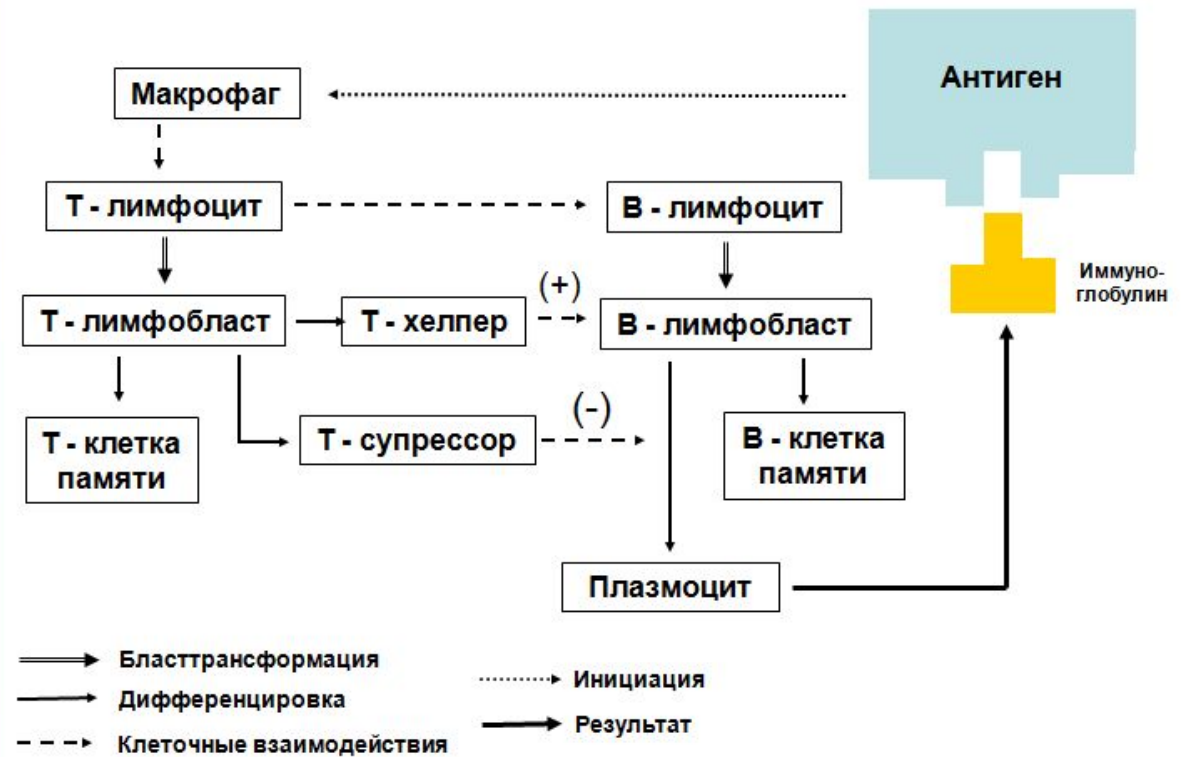 Антиген
Макрофаг
Т - лимфоцит
В - лимфоцит
Иммуно-
глобулин
(+)
Т - лимфобласт
Т - хелпер
В - лимфобласт
(-)
Т - клетка
памяти
Т - супрессор
В - клетка
памяти
Плазмоцит
Бласттрансформация
Дифференцировка
Клеточные взаимодействия
Инициация
Результат